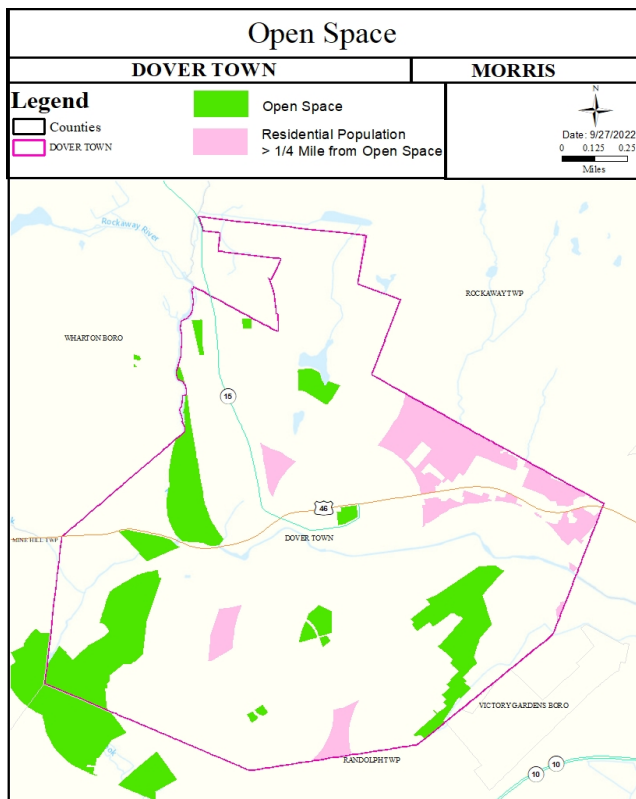 Open Space
DOVER TOWN
MORRIS
Legend
Counties
DOVER TOWN
Open Space
Residential Population
> 1/4 Mile from Open Space
N
Date: 9/27/2022
0 0.125 0.25
Miles
Rockaway River
ROCKAWAY TWP
WHARTON BORO
15
46
DOVER TOWN
MINE HILL TWP
VICTORY GARDENS BORO
RANDOLPH TWP
10
10